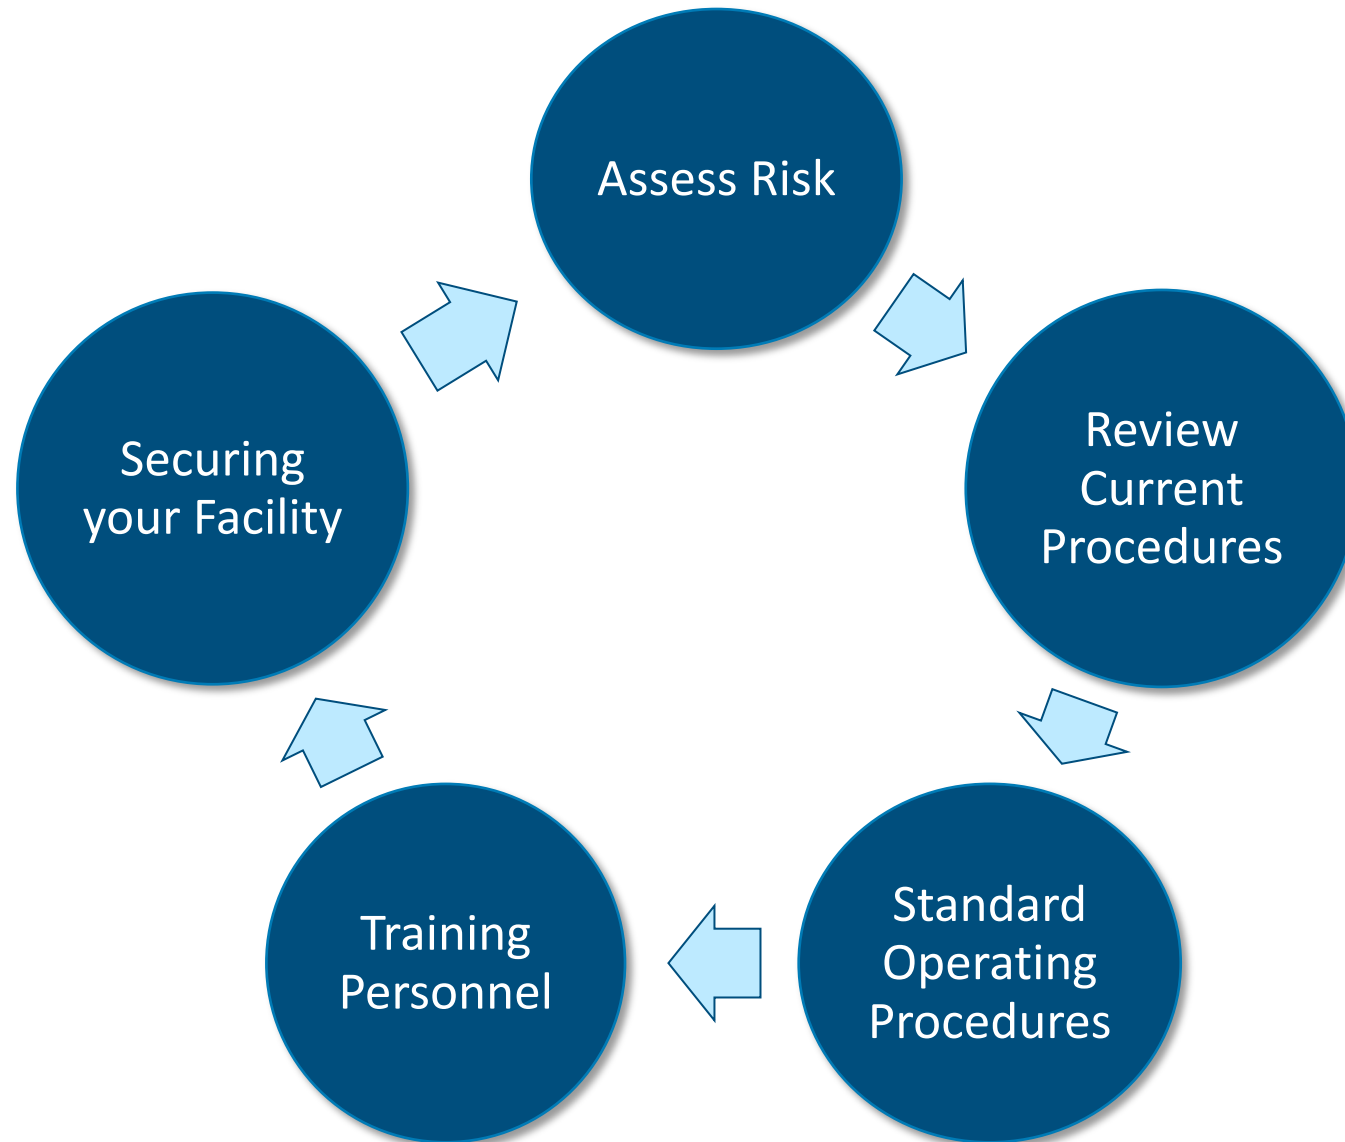 Assess Risk
Review
Current
Procedures
Standard
Operating
Procedures
Training
Personnel
Securing
your Facility